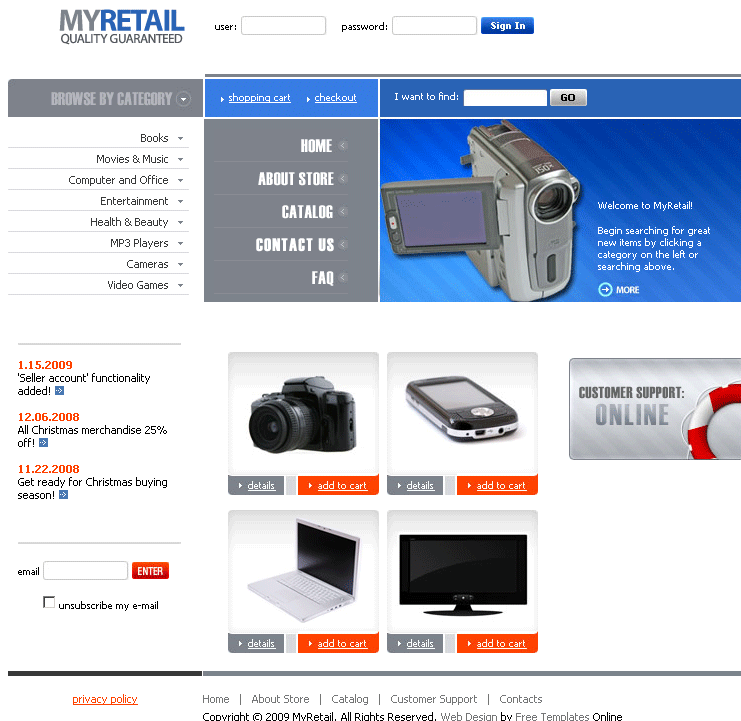 MYRETAIL
QUALITY GUARANTEED
user:
password:
Sign In
BROWSE BY CATEGORY
shopping cart
checkout
I want to find:
GO
Books
Movies & Music
Computer and Office
Entertainment
Health & Beauty
MP3 Players
Cameras
Video Games
HOME
ABOUT STORE
CATALOG
CONTACT US
FAQ
Welcome to MyRetail!
Begin searching for great
new items by clicking a
category on the left or
searching above.
MORE
1.15.2009
'Seller account' functionality
added!
12.06.2008
All Christmas merchandise 25%
off!
11.22.2008
Get ready for Christmas buying
season!
email
ENTER
unsubscribe my e-mail
details
add to cart
details
add to cart
details
add to cart
details
add to cart
CUSTOMER SUPPORT:
ONLINE
privacy policy
Home | About Store | Catalog | Customer Support | Contacts
Copyright © 2009 MyRetail. All Rights Reserved. Web Design by Free Templates Online